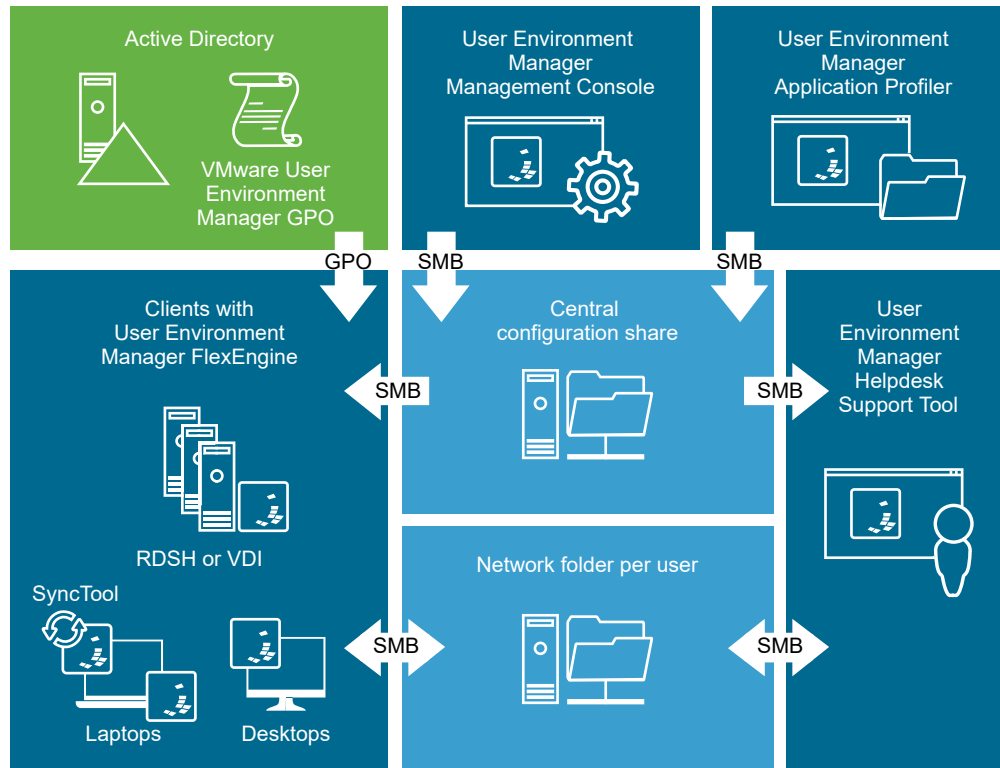 Active Directory
VMware User
Environment
Manager GPO
User Environment
Manager
Management Console
User Environment
Manager
Application Profiler
GPO
SMB
SMB
Clients with
User Environment
Manager FlexEngine
RDSH or VDI
SyncTool
Laptops
Desktops
SMB
Central
configuration share
SMB
User
Environment
Manager
Helpdesk
Support Tool
SMB
Network folder per user
SMB